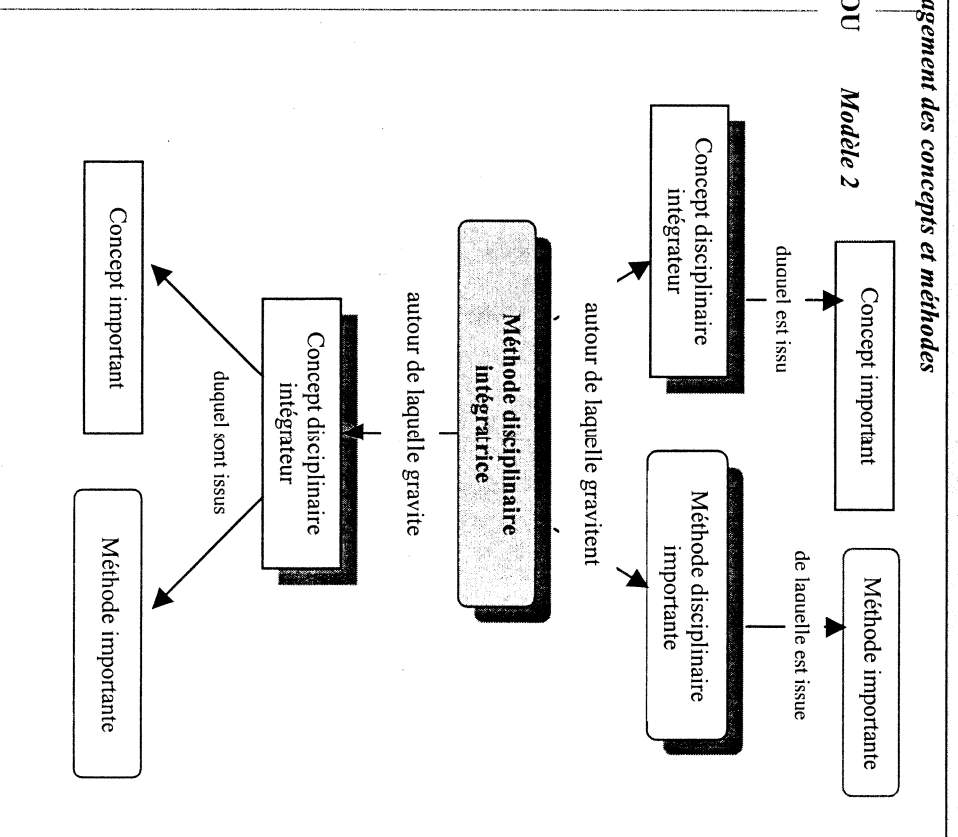 agement des concepts et méthodes
OU Modèle 2
Concept important
Méthode importante
duquel est issu
de laquelle est issue
Concept disciplinaire
intégrateur
Méthode disciplinaire
importante
autour de laquelle gravitent
Méthode disciplinaire
intégratrice
autour de laquelle gravite
Concept disciplinaire
intégrateur
duquel sont issus
Concept important
Méthode importante